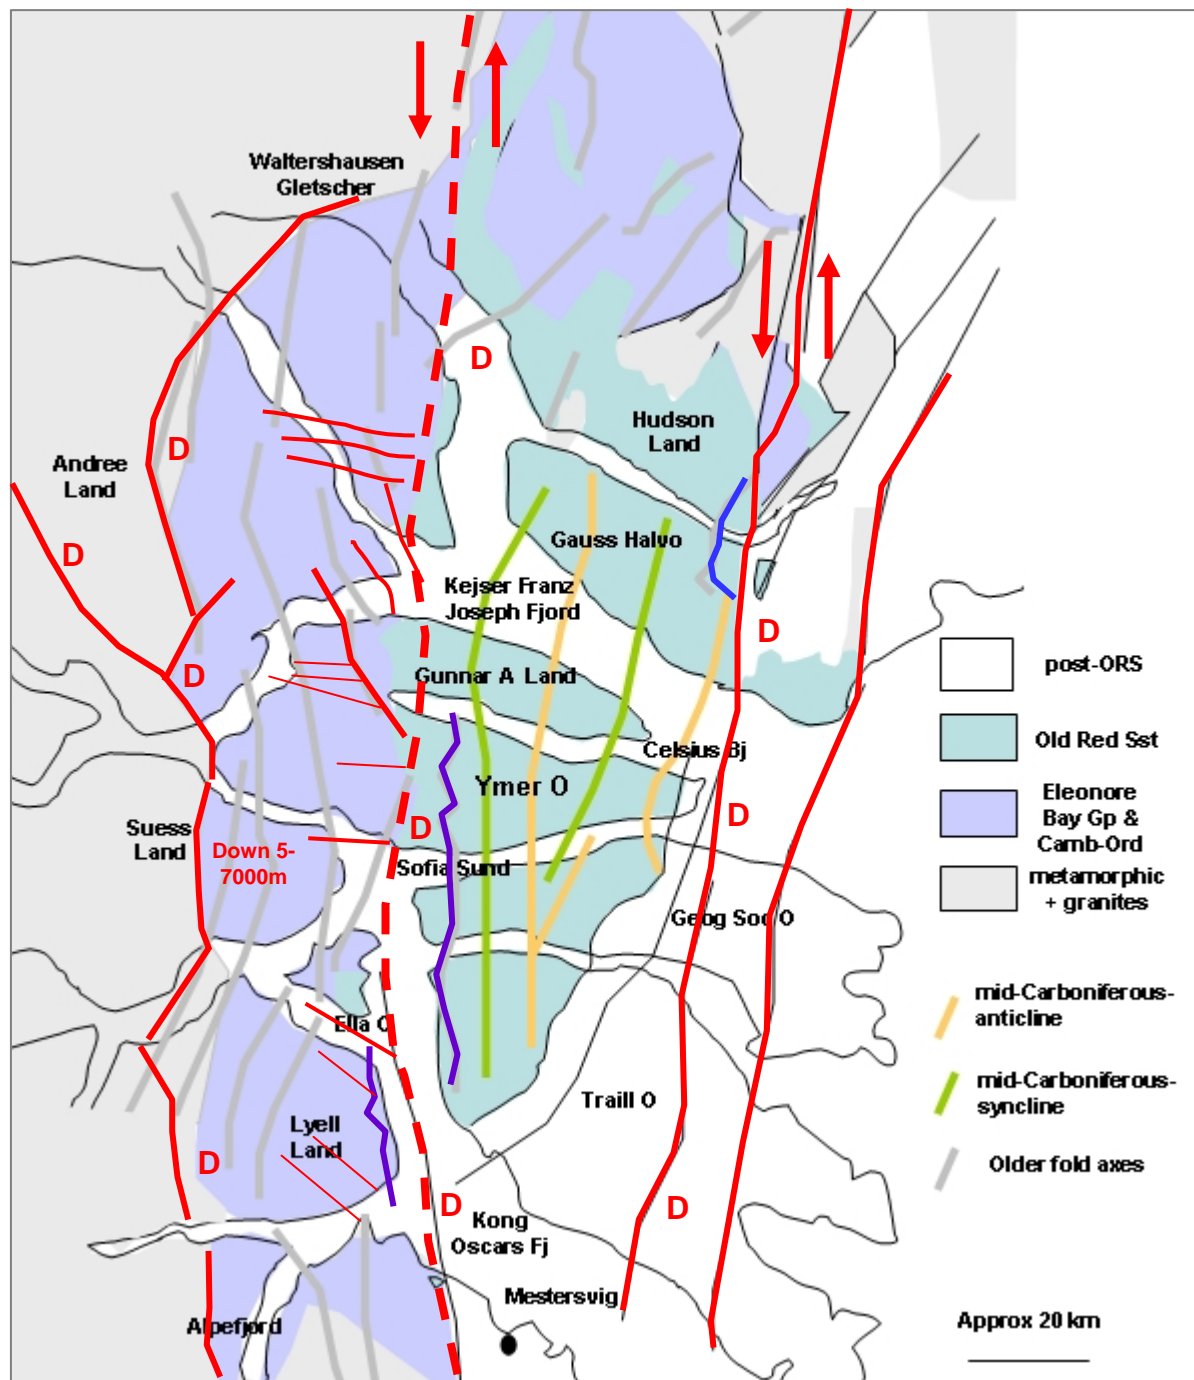 Waltershausen
Gletscher
D
Hudson
Land
D
Andree
Land
D
Gauss Halvo
Kejser Franz
Joseph Fjord
D
post-ORS
D
Gunnar A Land
Old Red Sst
Celsius Bj
Ymer O
Eleonore
Bay Gp &
Camb-Ord
D
D
Suess
Land
Down 5-
7000m
Sofia Sund
metamorphic
+ granites
Geog Soc O
mid-Carboniferous-
anticline
Ella O
mid-Carboniferous-
syncline
Traill O
Lyell
Land
D
Older fold axes
D
D
Kong
Oscars Fj
Mestersvig
Alpefjord
Approx 20 km